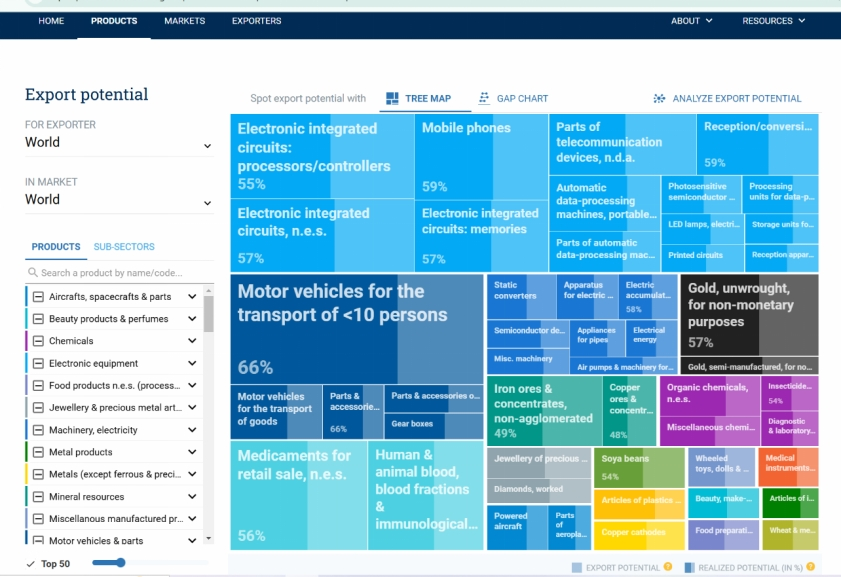 HOME PRODUCTS MARKETS EXPORTERS ABOUT RESOURCES
Export potential
FOR EXPORTER
World
IN MARKET
World
PRODUCTS SUB-SECTORS
Search a product by name/code...
Aircrafts, spacecrafts & parts
Beauty products & perfumes
Chemicals
Electronic equipment
Food products n.e.s. (process...
Jewellery & precious metal art...
Machinery, electricity
Metal products
Metals (except ferrous & preci...
Mineral resources
Miscellanous manufactured pr...
Motor vehicles & parts
Top 50
Spot export potential with TREE MAP GAP CHART ANALYZE EXPORT POTENTIAL
Electronic integrated
circuits:
processors/controllers
55%
Mobile phones
59%
Parts of
telecommunication
devices, n.d.a.
Reception/conversi...
59%
Electronic integrated
circuits, n.e.s.
57%
Electronic integrated
circuits: memories
57%
Automatic
data-processing
machines, portable...
Parts of automatic
data-processing mac...
Photosensitive
semiconductor ...
Processing
units for data-p...
LED lamps, electri...
Storage units fo...
Printed circuits
Reception appar...
Motor vehicles for the
transport of <10 persons
66%
Motor vehicles
for the transport
of goods
Parts &
accessorie...
66%
Parts & accessories o...
Gear boxes
Static
converters
Apparatus
for electric ...
Electric
accumulat...
58%
Semiconductor de...
Appliances
for pipes
Electrical
energy
Misc. machinery
Air pumps & machinery for...
Gold, unwrought,
for non-monetary
purposes
57%
Gold, semi-manufactured, for no...
Iron ores &
concentrates,
non-agglomerated
49%
Copper
ores &
concentr...
48%
Organic chemicals,
n.e.s.
Insecticide...
54%
Miscellaneous chemi...
Diagnostic
& laboratory...
Medicaments for
retail sale, n.e.s.
56%
Human &
animal blood,
blood fractions
&
immunological...
Jewellery of precious ...
Diamonds, worked
Powered
aircraft
Parts
of
aeropla...
Soya beans
54%
Articles of plastics ...
Copper cathodes
Wheeled
toys, dolls & ...
Medical
instruments...
Beauty, make-...
Articles of i...
Food preparati...
Wheat & me...
EXPORT POTENTIAL REALIZED POTENTIAL (IN %)